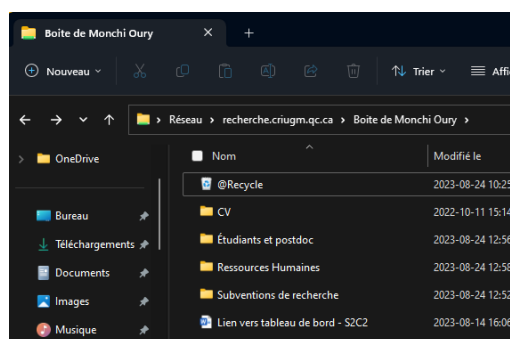 Boite de Monchi Oury
Nouveau
Trier
Affi
Réseau > recherche.criugm.qc.ca > Boite de Monchi Oury >
OneDrive
Nom
Modifié le
@Recycle
2023-08-24 10:25
Bureau
CV
2022-10-11 15:14
Téléchargements
Étudiants et postdoc
2023-08-24 12:56
Documents
Ressources Humaines
2023-08-24 12:58
Images
Subventions de recherche
2023-08-24 12:52
Musique
Lien vers tableau de bord - S2C2
2023-08-14 16:06